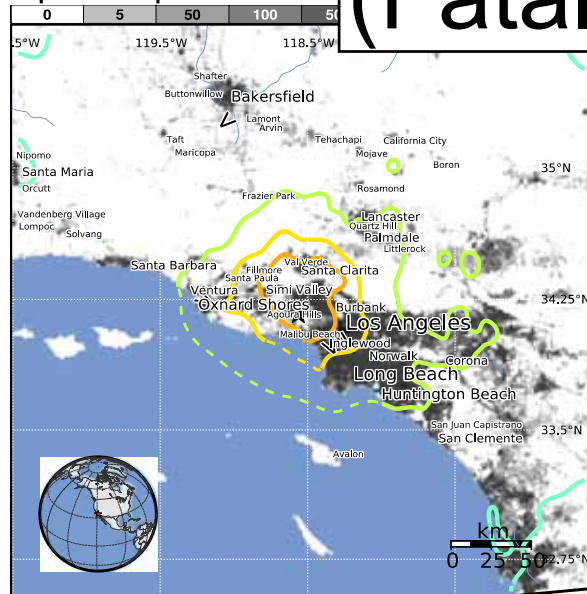 0 5 50 100
119.5°W 118.5°W
Shafter
Buttonwillow
Bakersfield
Lamont
Arvin
Taft
Maricopa
Tehachapi
California City
Mojave
Boron
35°N
Nipomo
Santa Maria
Orcutt
Rosamond
Frazier Park
Vandenberg Village
Lompoc
Solvang
Lancaster
Quartz Hill
Palmdale
Littlerock
Santa Barbara
Val Verde
Fillmore
Santa Clarita
Santa Paula
Ventura
Simi Valley
34.25°N
Oxnard Shores
Burbank
Agoura Hills
Los Angeles
Malibu Beach
Inglewood
Norwalk
Corona
Long Beach
Huntington Beach
San Juan Capistrano
33.5°N
San Clemente
Avalon
km
0 25 50
32.75°N